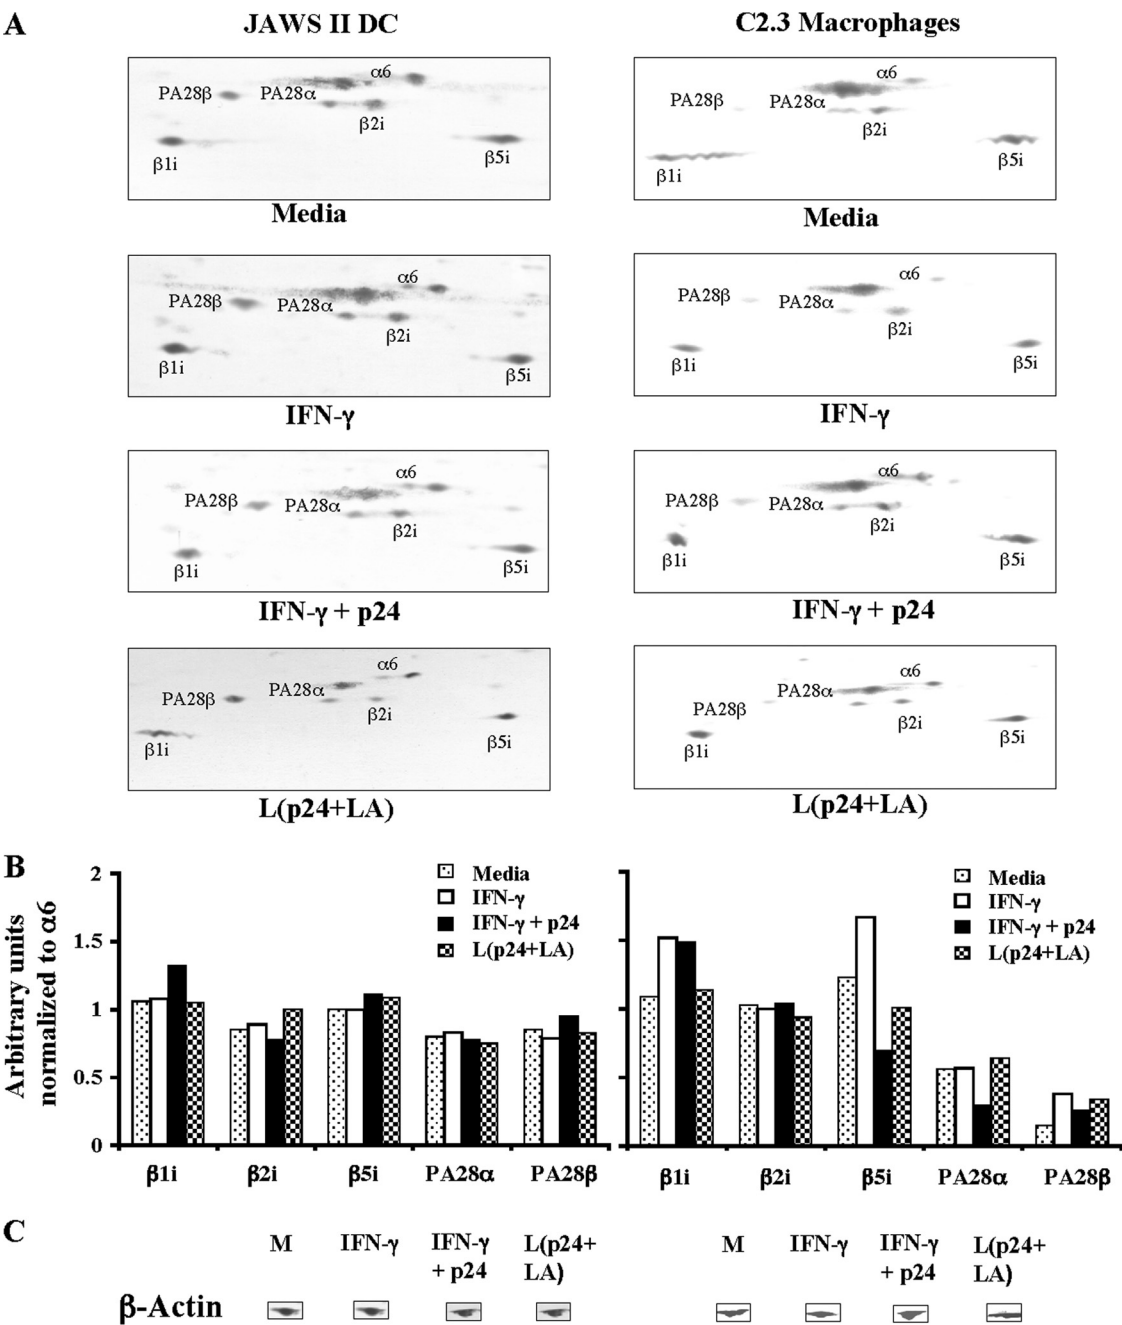 A
JAWS II DC
C2.3 Macrophages
α6
PA28β
PA28α
β2i
β1i
β5i
Media
α6
PA28β
PA28α
β2i
β1i
β5i
Media
α6
PA28β
PA28α
β2i
β1i
β5i
IFN-γ
α6
PA28β
PA28α
β2i
β1i
β5i
IFN-γ
α6
PA28β
PA28α
β2i
β1i
β5i
IFN-γ + p24
α6
PA28β
PA28α
β2i
β1i
β5i
IFN-γ + p24
α6
PA28β
PA28α
β2i
β1i
β5i
L(p24+LA)
α6
PA28β
PA28α
β2i
β1i
β5i
L(p24+LA)
B
Arbitrary units
normalized to α6
2
1.5
1
0.5
0
Media
IFN-γ
IFN-γ + p24
L(p24+LA)
β1i β2i β5i PA28α PA28β
Media
IFN-γ
IFN-γ + p24
L(p24+LA)
β1i β2i β5i PA28α PA28β
C
M IFN-γ IFN-γ L(p24+
+ p24 LA)
M IFN-γ IFN-γ L(p24+
+ p24 LA)
β-Actin